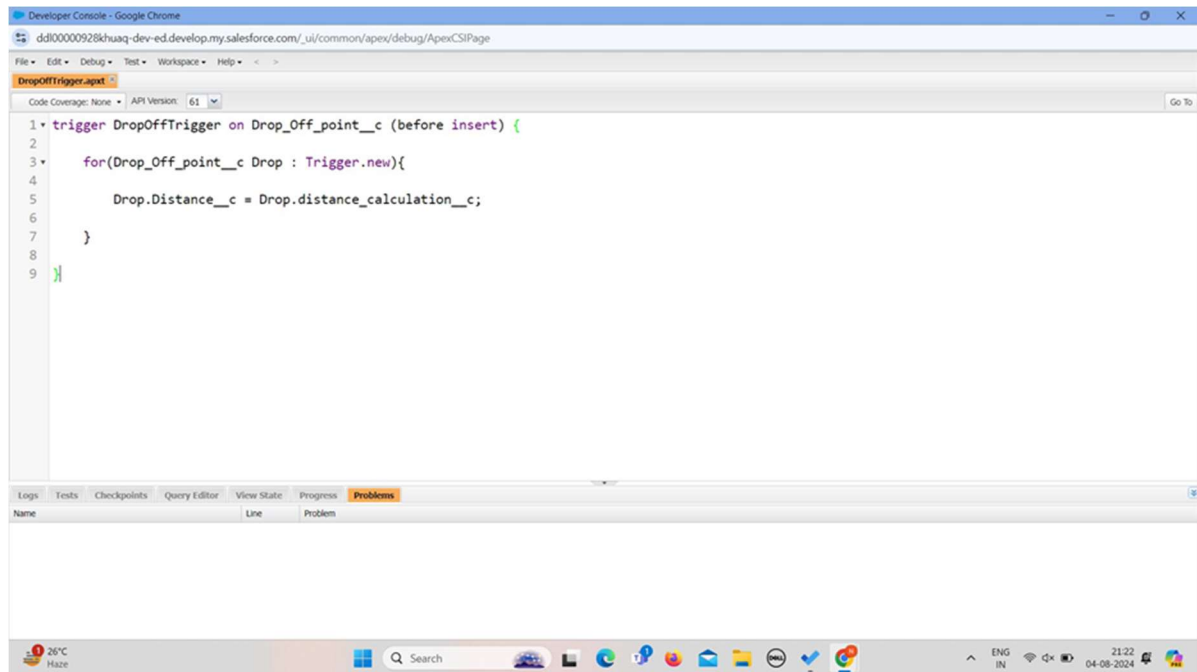 Developer Console - Google Chrome
ddl00000928khuaq-dev-ed.develop.my.salesforce.com/_ui/common/apex/debug/ApexCSIPage
File Edit Debug Test Workspace Help < >
DropOffTrigger.apxt
Code Coverage: None API Version: 61 Go To
1 trigger DropOffTrigger on Drop_Off_point__c (before insert) {
2
3 for(Drop_Off_point__c Drop : Trigger.new){
4
5 Drop.Distance__c = Drop.distance_calculation__c;
6
7 }
8
9 }
Logs Tests Checkpoints Query Editor View State Progress Problems
Name Line Problem
1 26°C
Haze
Search
DELL
ENG
IN
21:22
04-08-2024